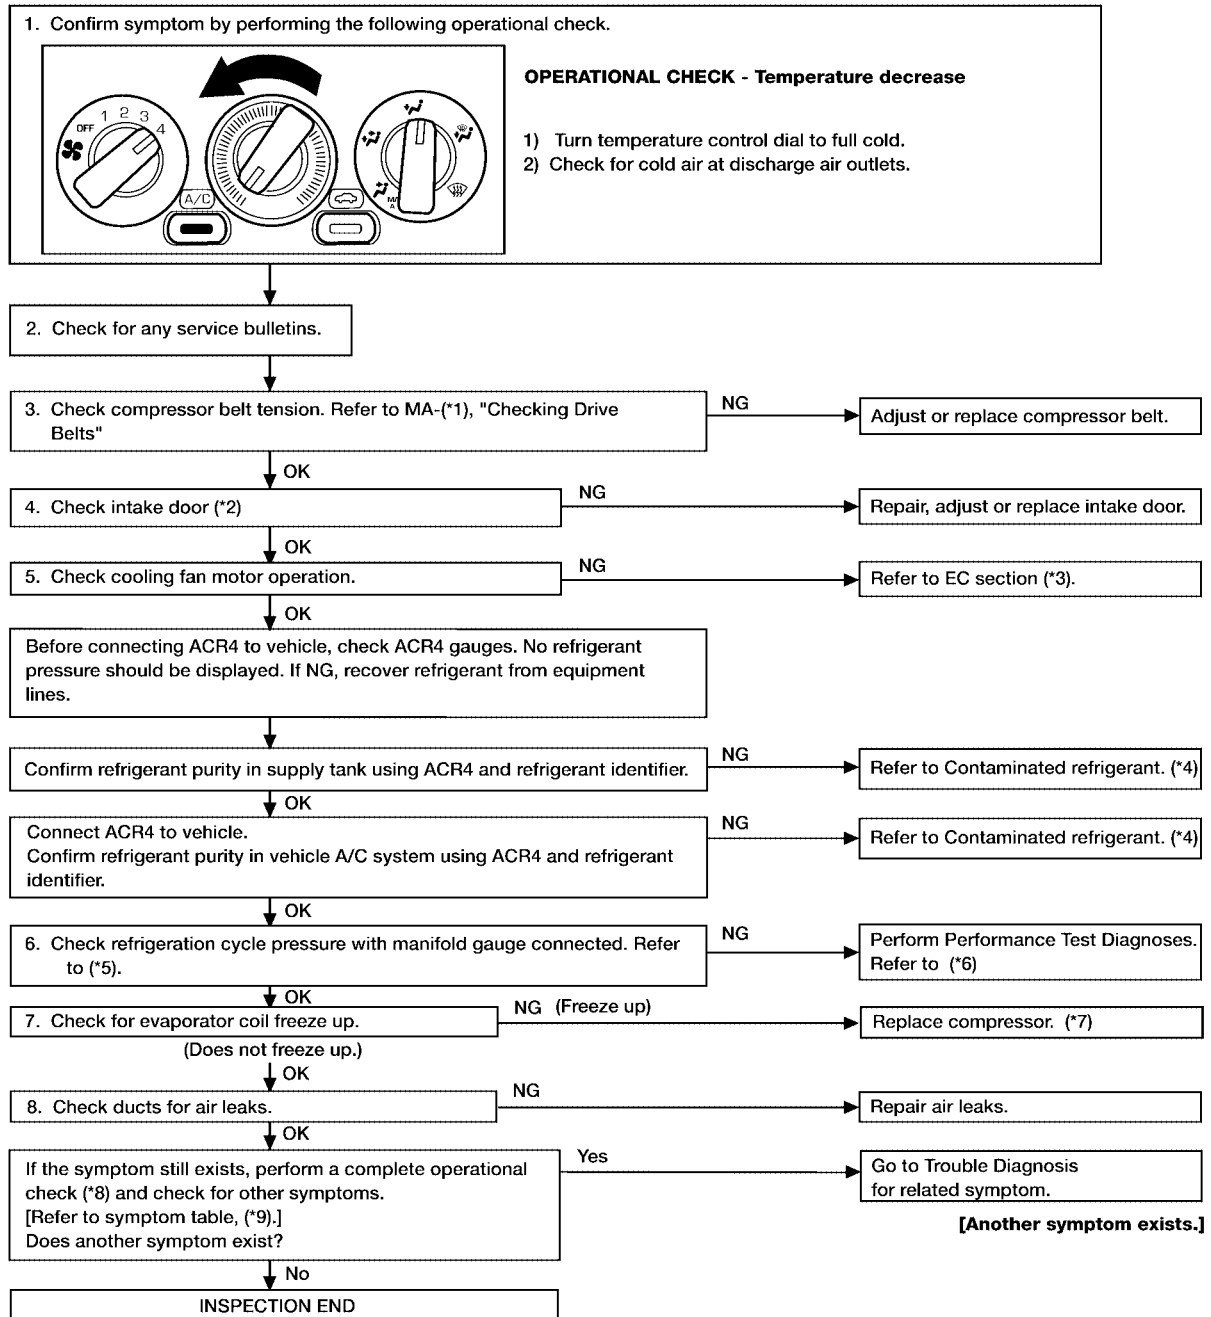 1. Confirm symptom by performing the following operational check.
OFF
1
2
3
4
A/C
MAX
A/C
OPERATIONAL CHECK - Temperature decrease
1) Turn temperature control dial to full cold.
2) Check for cold air at discharge air outlets.
2. Check for any service bulletins.
3. Check compressor belt tension. Refer to MA-(*1), "Checking Drive
Belts"
NG
Adjust or replace compressor belt.
OK
4. Check intake door (*2)
NG
Repair, adjust or replace intake door.
OK
5. Check cooling fan motor operation.
NG
Refer to EC section (*3).
OK
Before connecting ACR4 to vehicle, check ACR4 gauges. No refrigerant
pressure should be displayed. If NG, recover refrigerant from equipment
lines.
Confirm refrigerant purity in supply tank using ACR4 and refrigerant identifier.
NG
Refer to Contaminated refrigerant. (*4)
OK
Connect ACR4 to vehicle.
Confirm refrigerant purity in vehicle A/C system using ACR4 and refrigerant
identifier.
NG
Refer to Contaminated refrigerant. (*4)
OK
6. Check refrigeration cycle pressure with manifold gauge connected. Refer
to (*5).
NG
Perform Performance Test Diagnoses.
Refer to (*6)
OK
7. Check for evaporator coil freeze up.
NG (Freeze up)
Replace compressor. (*7)
(Does not freeze up.)
OK
8. Check ducts for air leaks.
NG
Repair air leaks.
OK
If the symptom still exists, perform a complete operational
check (*8) and check for other symptoms.
[Refer to symptom table, (*9).]
Does another symptom exist?
Yes
Go to Trouble Diagnosis
for related symptom.
[Another symptom exists.]
No
INSPECTION END